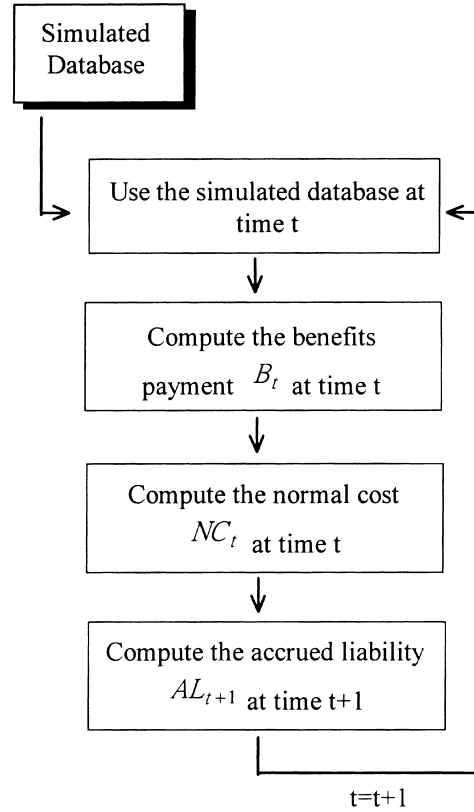 Simulated
Database
Use the simulated database at
time t
Compute the benefits
payment B_t at time t
Compute the normal cost
NC_t at time t
Compute the accrued liability
AL_{t+1} at time t+1
t=t+1